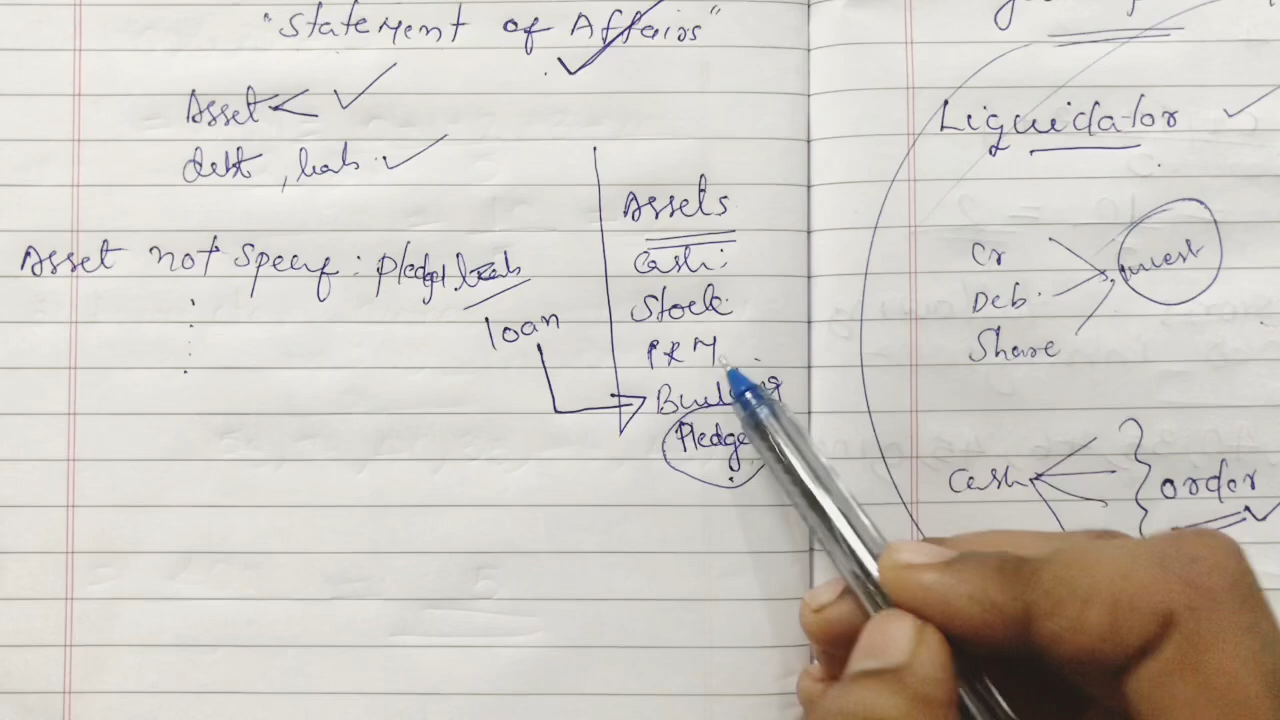 "Statement of Affairs"
Asset
debt,
Asset not Specif: pledge
loan
Assets
Cash:
Stock
P&M
Building
Pledge
Liquidator
Cr
Deb.
Share
Cash
order